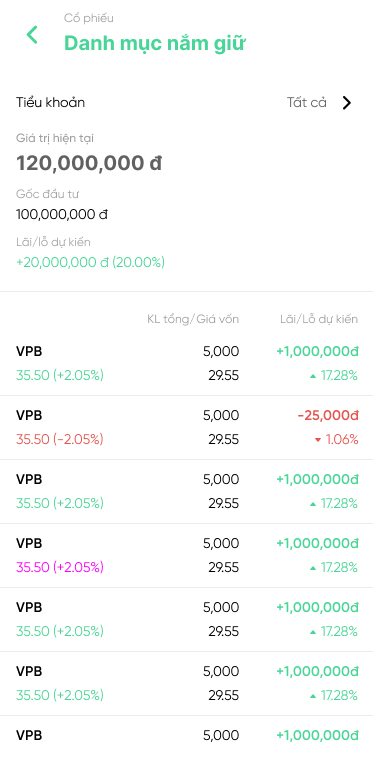 Cổ phiếu
Danh mục nắm giữ
Tiểu khoản Tất cả
Giá trị hiện tại
120,000,000 đ
Gốc đầu tư
100,000,000 đ
Lãi/lỗ dự kiến
+20,000,000 đ (20.00%)
KL tổng/Giá vốn Lãi/Lỗ dự kiến
VPB 5,000 +1,000,000đ
35.50 (+2.05%) 29.55 17.28%
VPB 5,000 -25,000đ
35.50 (-2.05%) 29.55 1.06%
VPB 5,000 +1,000,000đ
35.50 (+2.05%) 29.55 17.28%
VPB 5,000 +1,000,000đ
35.50 (+2.05%) 29.55 17.28%
VPB 5,000 +1,000,000đ
35.50 (+2.05%) 29.55 17.28%
VPB 5,000 +1,000,000đ
35.50 (+2.05%) 29.55 17.28%
VPB 5,000 +1,000,000đ